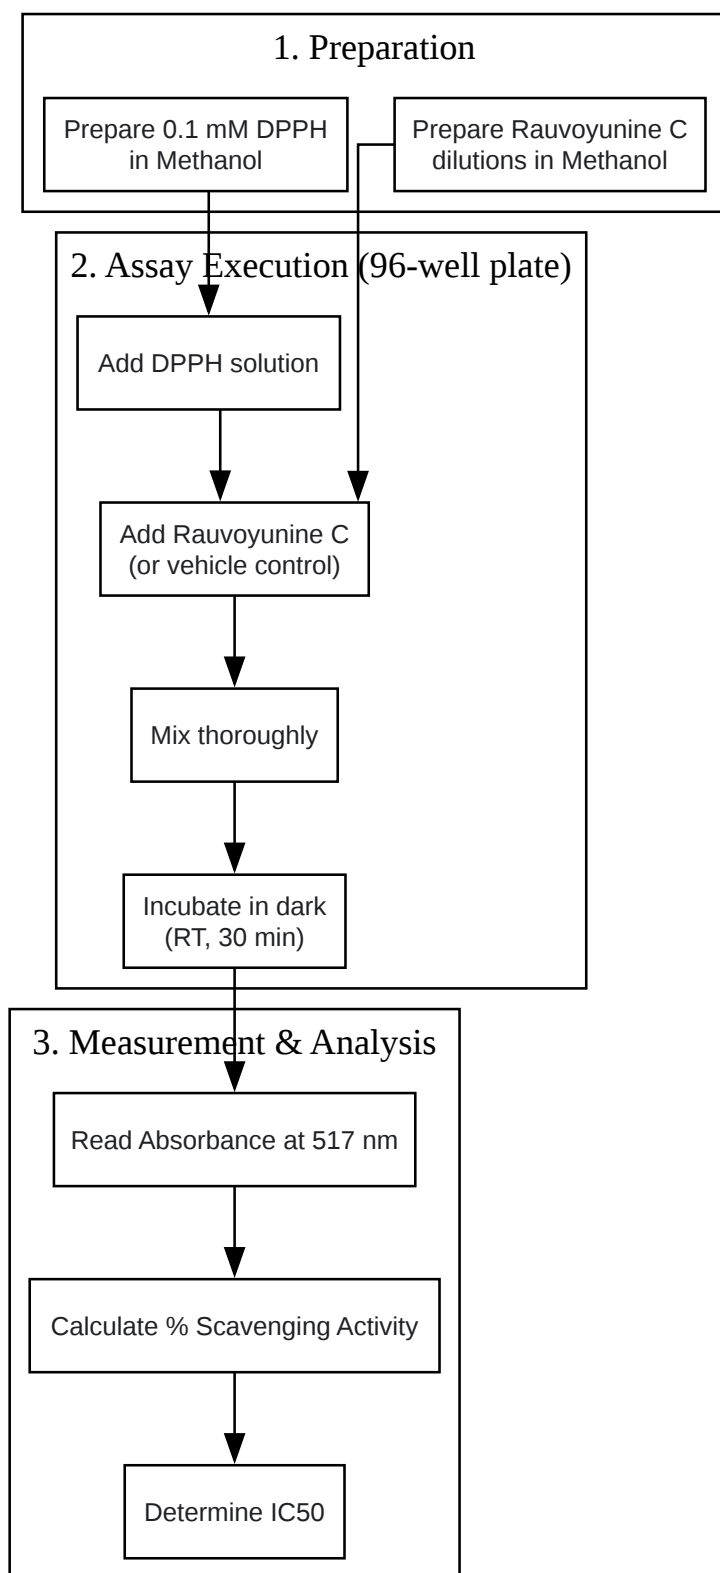 1. Preparation
Prepare 0.1 mM DPPH
in Methanol
Prepare Rauvoyunine C
dilutions in Methanol
2. Assay Execution (96-well plate)
Add DPPH solution
Add Rauvoyunine C
(or vehicle control)
Mix thoroughly
Incubate in dark
(RT, 30 min)
3. Measurement & Analysis
Read Absorbance at 517 nm
Calculate % Scavenging Activity
Determine IC50